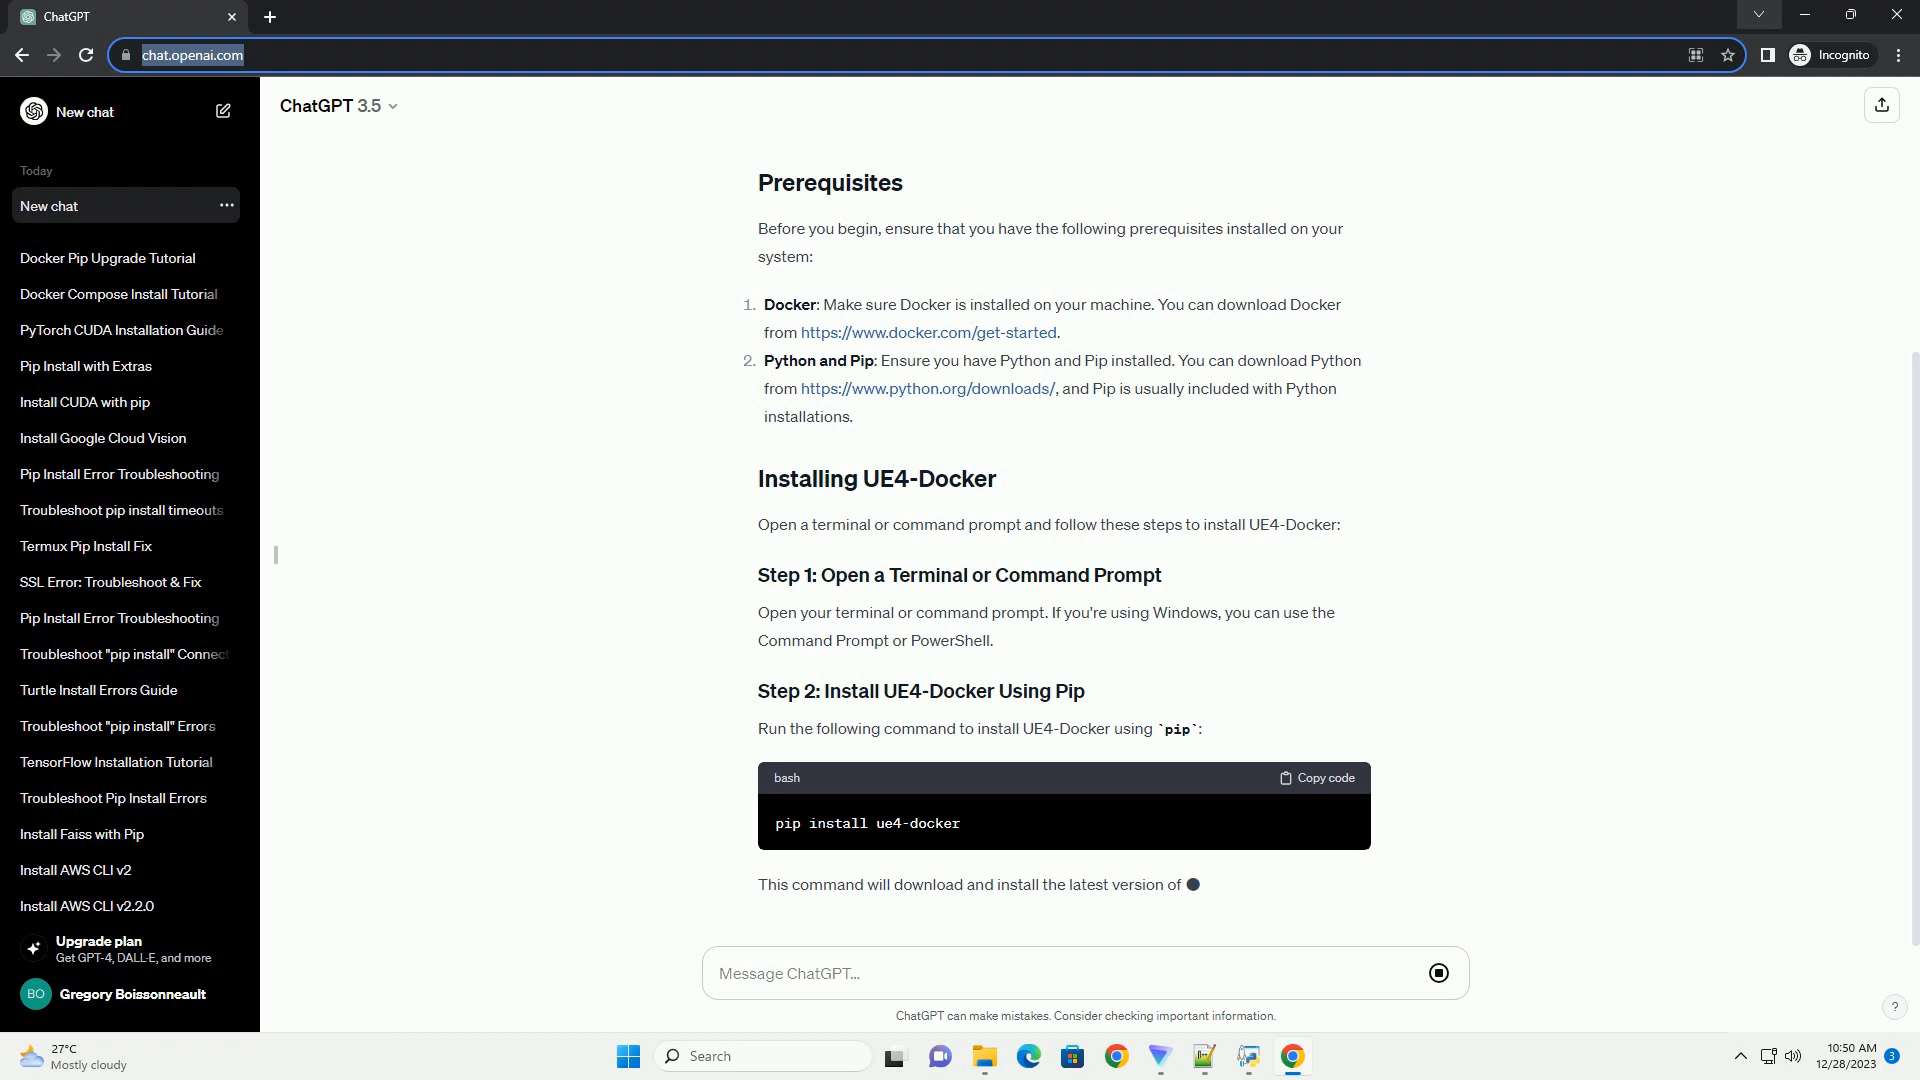 ChatGPT
chat.openai.com
Incognito
New chat
Today
New chat
Docker Pip Upgrade Tutorial
Docker Compose Install Tutorial
PyTorch CUDA Installation Guide
Pip Install with Extras
Install CUDA with pip
Install Google Cloud Vision
Pip Install Error Troubleshooting
Troubleshoot pip install timeouts
Termux Pip Install Fix
SSL Error: Troubleshoot & Fix
Pip Install Error Troubleshooting
Troubleshoot "pip install" Connect
Turtle Install Errors Guide
Troubleshoot "pip install" Errors
TensorFlow Installation Tutorial
Troubleshoot Pip Install Errors
Install Faiss with Pip
Install AWS CLI v2
Install AWS CLI v2.2.0
Upgrade plan
Get GPT-4, DALL·E, and more
BO
Gregory Boissonneault
ChatGPT 3.5
Prerequisites
Before you begin, ensure that you have the following prerequisites installed on your
system:
1. Docker: Make sure Docker is installed on your machine. You can download Docker
from https://www.docker.com/get-started.
2. Python and Pip: Ensure you have Python and Pip installed. You can download Python
from https://www.python.org/downloads/, and Pip is usually included with Python
installations.
Installing UE4-Docker
Open a terminal or command prompt and follow these steps to install UE4-Docker:
Step 1: Open a Terminal or Command Prompt
Open your terminal or command prompt. If you're using Windows, you can use the
Command Prompt or PowerShell.
Step 2: Install UE4-Docker Using Pip
Run the following command to install UE4-Docker using `pip`:
bash
Copy code
pip install ue4-docker
This command will download and install the latest version of
Message ChatGPT...
ChatGPT can make mistakes. Consider checking important information.
?
27°C
Mostly cloudy
Search
10:50 AM
12/28/2023
3